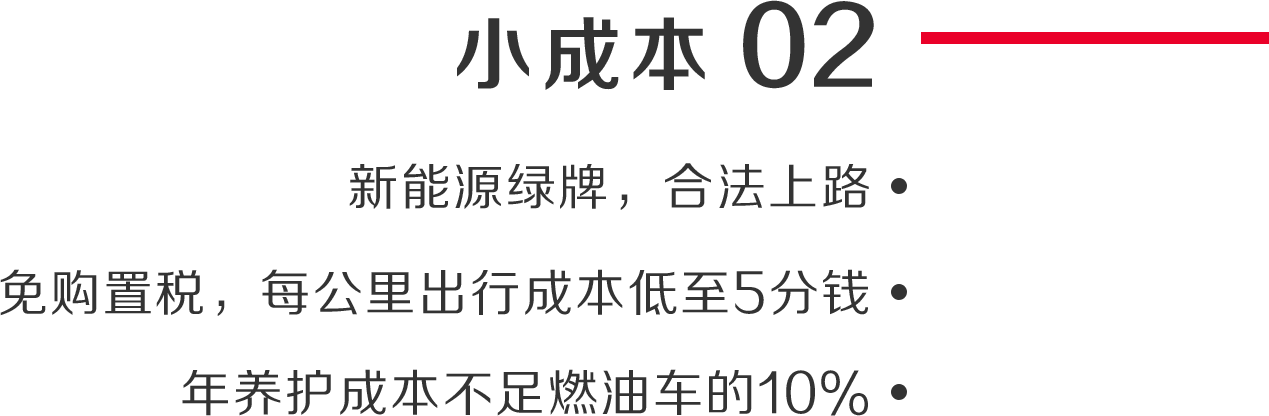 小成本 02
新能源绿牌，合法上路 •
免购置税，每公里出行成本低至5分钱 •
年养护成本不足燃油车的10% •